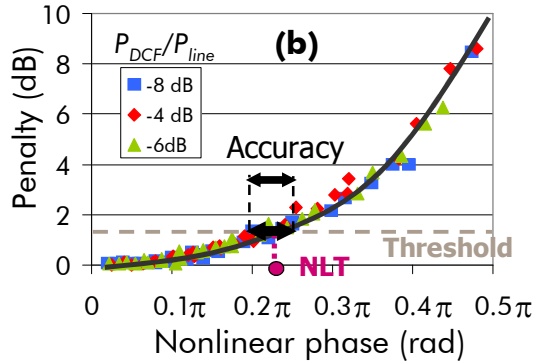 10
8
6
4
2
0
Penalty (dB)
P_DCF/P_line
-8 dB
-4 dB
-6dB
(b)
Accuracy
Threshold
NLT
0 0.1π 0.2π 0.3π 0.4π 0.5π
Nonlinear phase (rad)